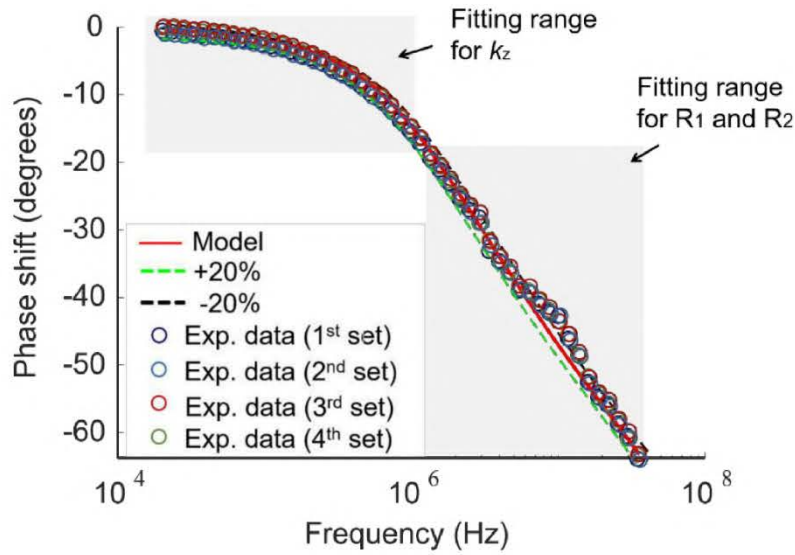 Fitting range
for kz
Fitting range
for R1 and R2
0
-10
-20
-30
-40
-50
-60
Phase shift (degrees)
Model
+20%
-20%
Exp. data (1st set)
Exp. data (2nd set)
Exp. data (3rd set)
Exp. data (4th set)
10 4
10 6
10 8
Frequency (Hz)